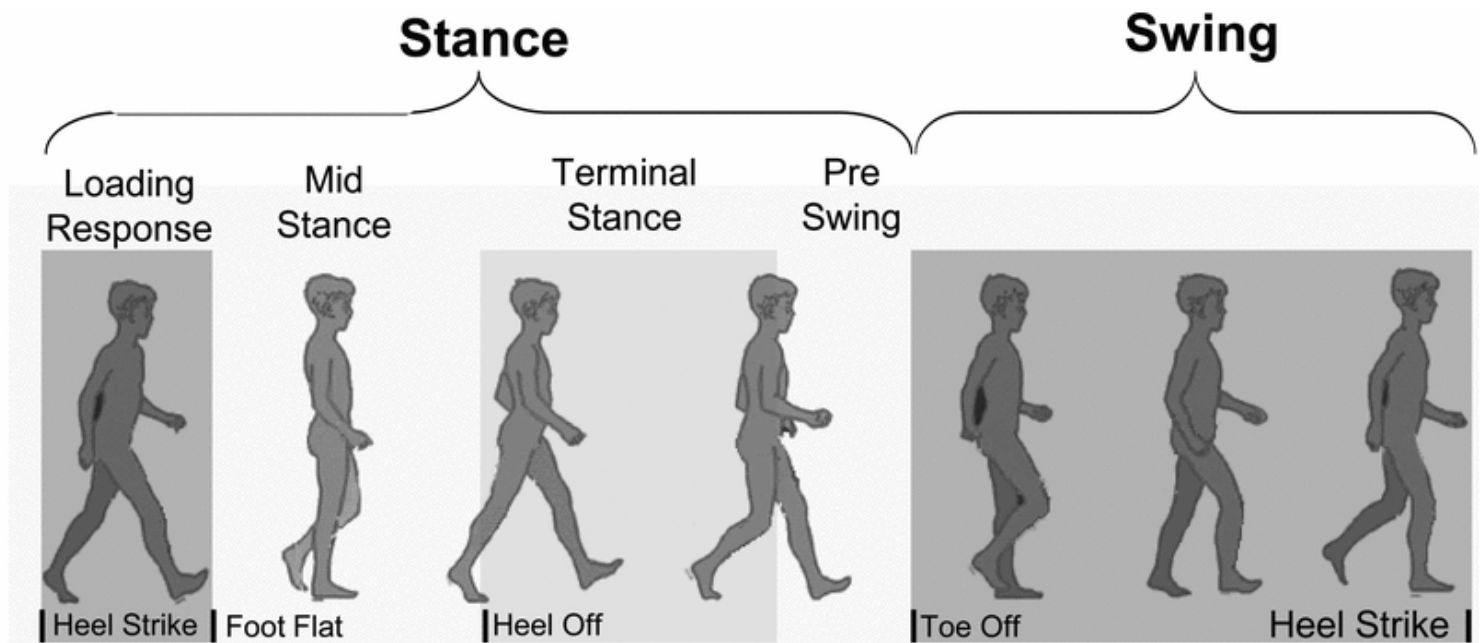 Stance
Swing
Loading
Response
Mid
Stance
Terminal
Stance
Pre
Swing
Heel Strike
Foot Flat
Heel Off
Toe Off
Heel Strike